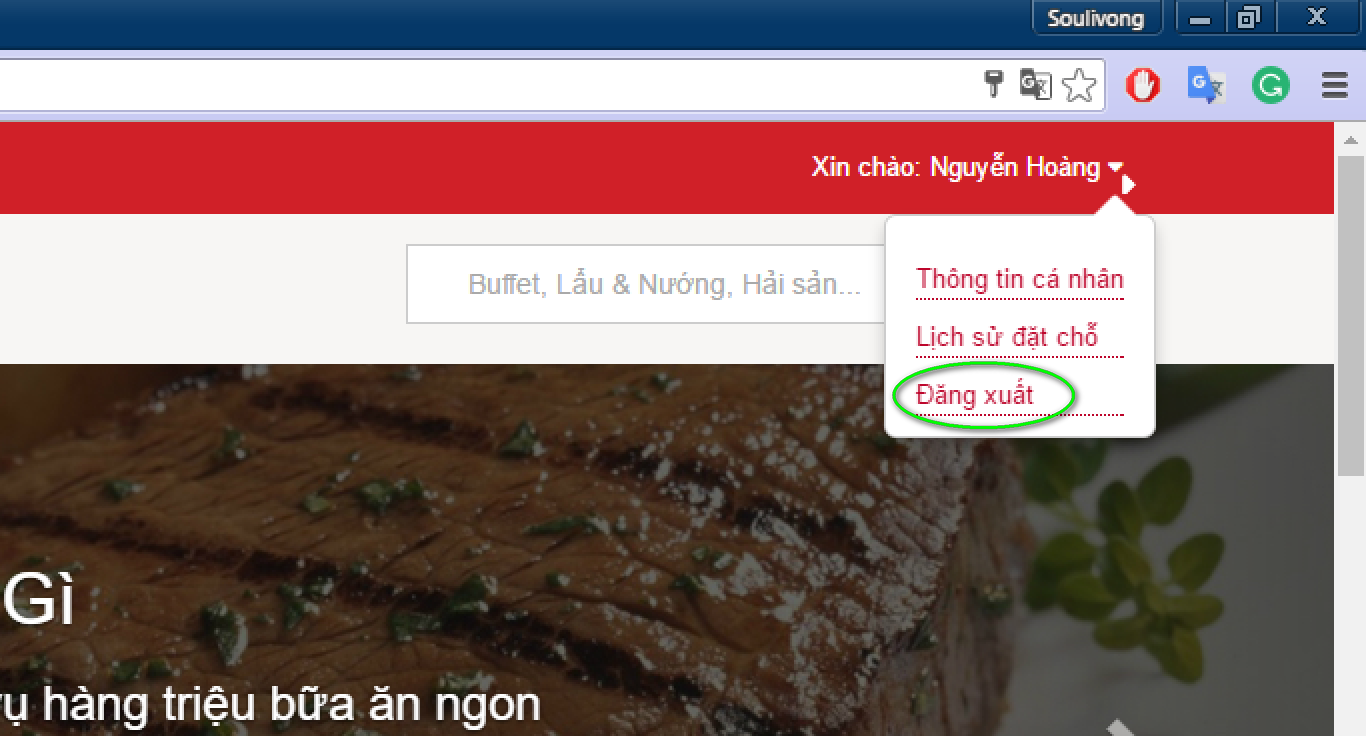 Soulivong
Xin chào: Nguyễn Hoàng
Buffet, Lẩu & Nướng, Hải sản...
Thông tin cá nhân
Lịch sử đặt chỗ
Đăng xuất
Gì
vụ hàng triệu bữa ăn ngon